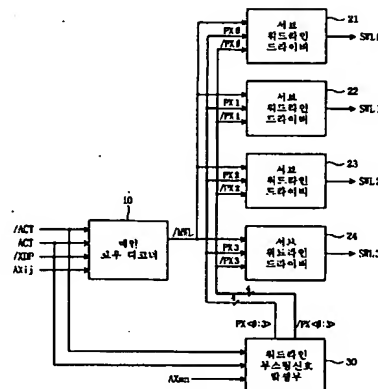 21
PX0
/PX0
서브
워드라인
드라이버
SWL0
22
PX1
/PX1
서브
워드라인
드라이버
SWL1
23
PX2
/PX2
서브
워드라인
드라이버
SWL2
10
/ACT
ACT
/XDP
AXij
메인
로우 디코더
/MWL
24
PX3
/PX3
서브
워드라인
드라이버
SWL3
4
4
PX<0:3>
/PX<0:3>
AXmn
워드라인
부스팅신호
발생부
30